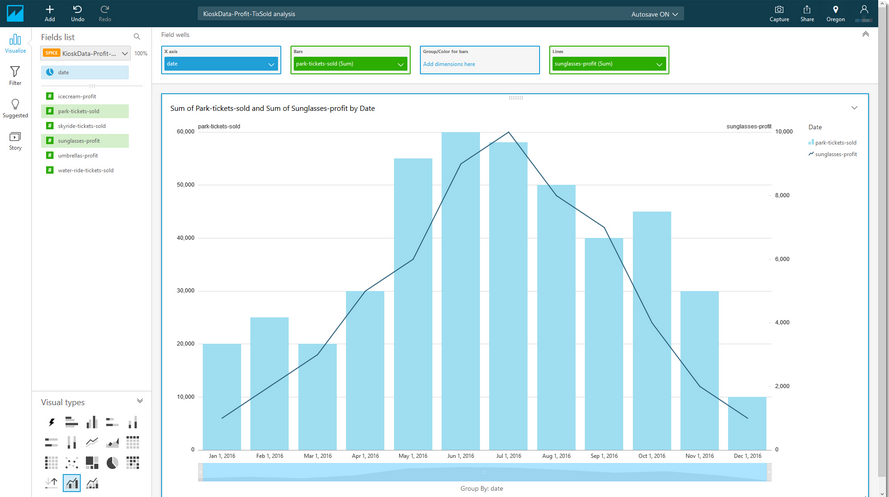 KioskData-Profit-TixSold analysis
Autosave ON
Add
Undo
Redo
Capture
Share
Oregon
Visualize
Filter
Suggested
Story
Fields list
SPICE
KioskData-Profit-...
100%
date
icecream-profit
park-tickets-sold
skyride-tickets-sold
sunglasses-profit
umbrellas-profit
water-ride-tickets-sold
Visual types
Field wells
X axis
date
Bars
park-tickets-sold (Sum)
Group/Color for bars
Add dimensions here
Lines
sunglasses-profit (Sum)
Sum of Park-tickets-sold and Sum of Sunglasses-profit by Date
park-tickets-sold
sunglasses-profit
60,000
50,000
40,000
30,000
20,000
10,000
0
10,000
8,000
6,000
4,000
2,000
0
Jan 1, 2016
Feb 1, 2016
Mar 1, 2016
Apr 1, 2016
May 1, 2016
Jun 1, 2016
Jul 1, 2016
Aug 1, 2016
Sep 1, 2016
Oct 1, 2016
Nov 1, 2016
Dec 1, 2016
Group By: date
Date
park-tickets-sold
sunglasses-profit